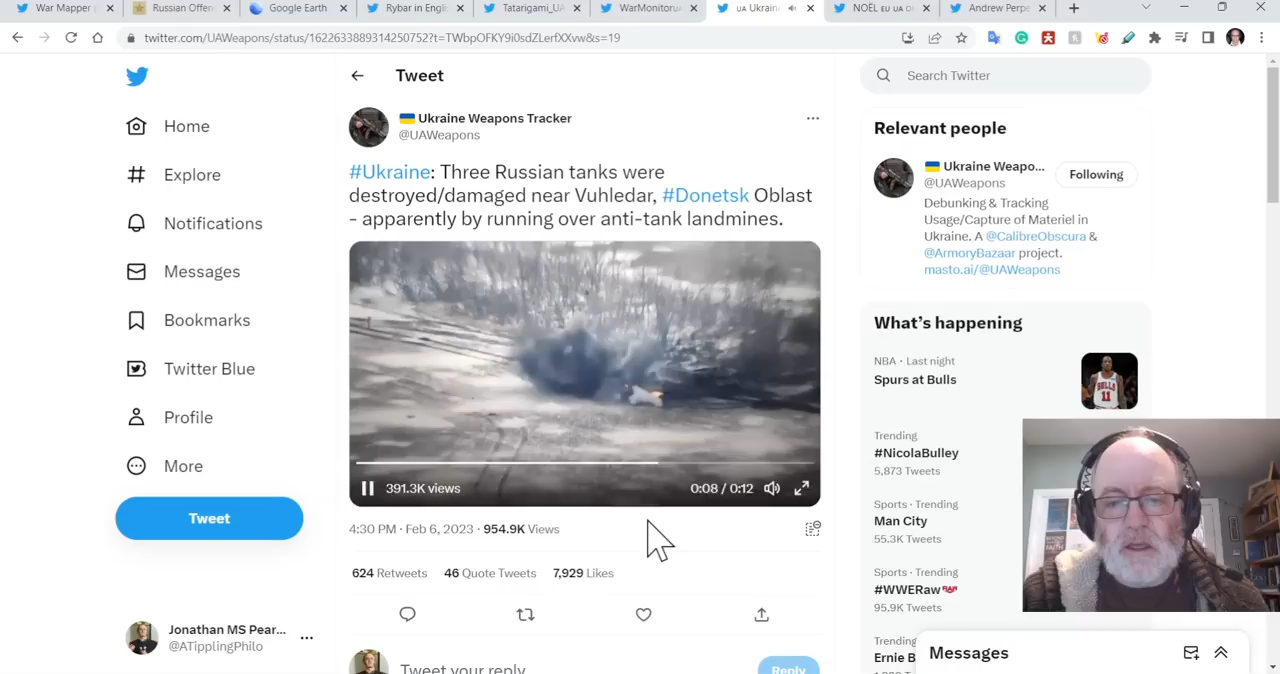 War Mapper
Russian Offen
Google Earth
Rybar in Engl
Tatarigami_UA
WarMonitoru
UA Ukrain
NOËL EU UA
Andrew Perpe
twitter.com/UAWeapons/status/1622633889314250752?t=TWbpOFKY9i0sdZLerfXXvw&s=19
Home
Explore
Notifications
Messages
Bookmarks
Twitter Blue
Profile
More
Tweet
Jonathan MS Pear...
@ATipplingPhilo
Tweet
Ukraine Weapons Tracker
@UAWeapons
#Ukraine: Three Russian tanks were
destroyed/damaged near Vuhledar, #Donetsk Oblast
- apparently by running over anti-tank landmines.
391.3K views
0:08 / 0:12
4:30 PM · Feb 6, 2023 · 954.9K Views
624 Retweets 46 Quote Tweets 7,929 Likes
Tweet your reply
Reply
Search Twitter
Relevant people
Ukraine Weapo...
@UAWeapons
Following
Debunking & Tracking
Usage/Capture of Materiel in
Ukraine. A @CalibreObscura &
@ArmoryBazaar project.
masto.ai/@UAWeapons
What's happening
NBA · Last night
Spurs at Bulls
BULLS
11
Trending
#NicolaBulley
5,873 Tweets
Sports · Trending
Man City
55.3K Tweets
Sports · Trending
#WWERaw
95.9K Tweets
Trending
Ernie B
Messages